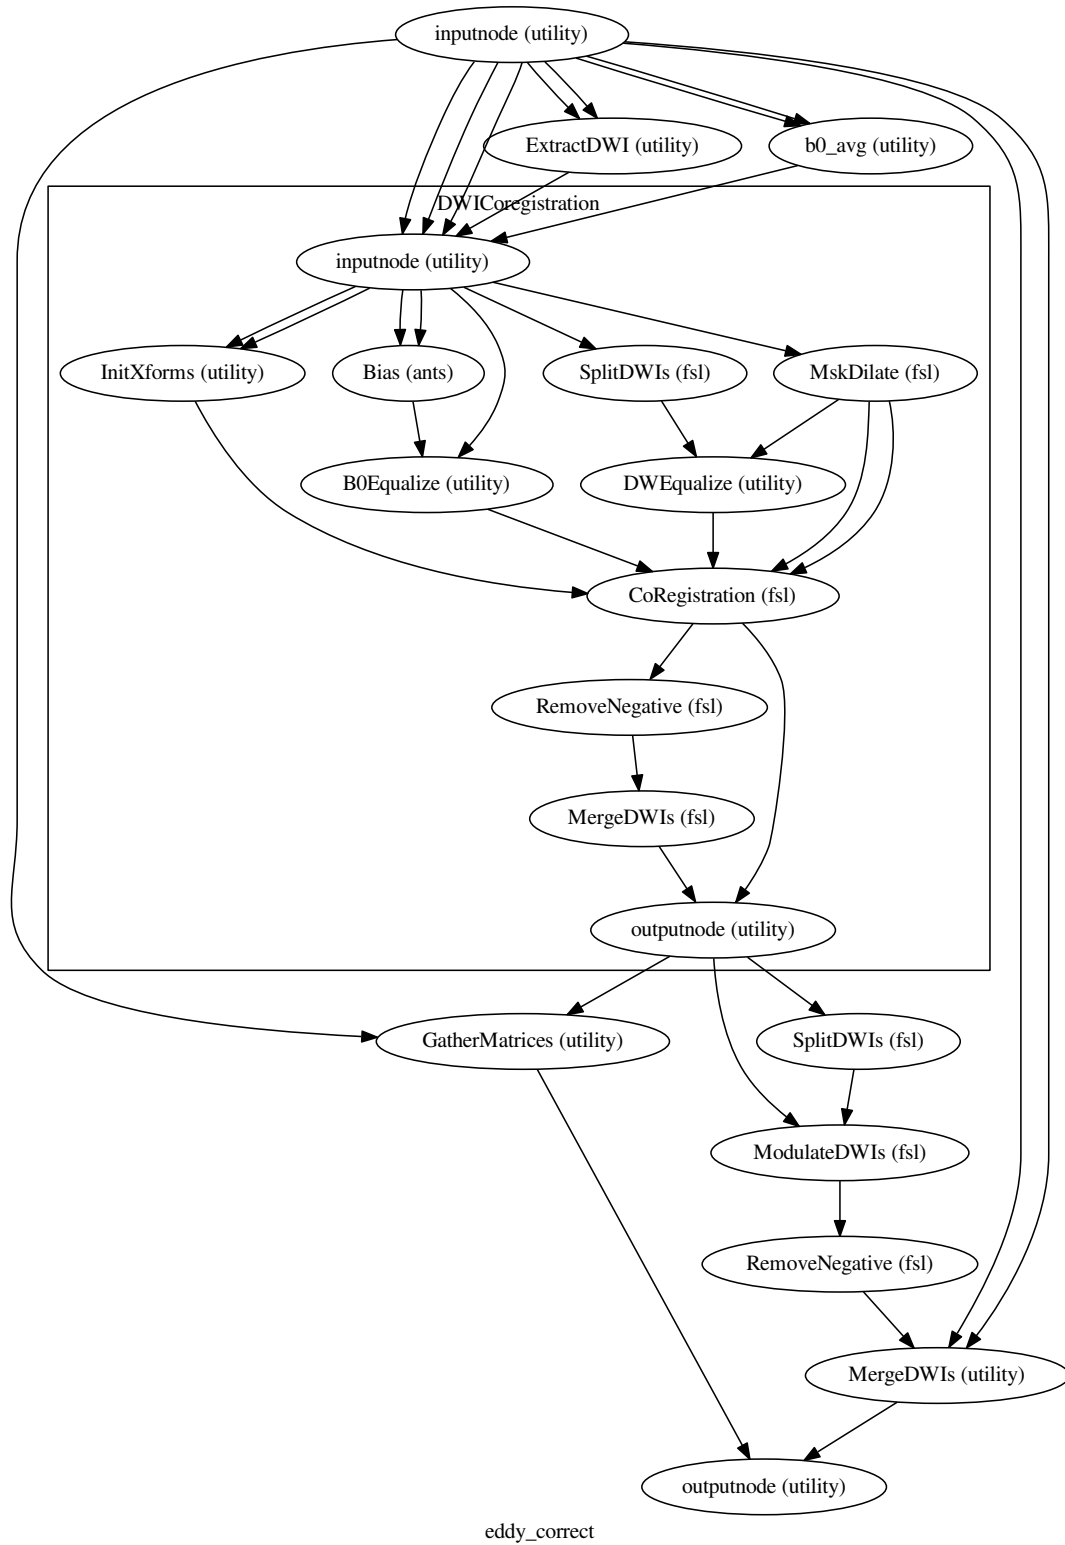 inputnode (utility)
ExtractDWI (utility)
b0_avg (utility)
DWICoregistration
inputnode (utility)
InitXforms (utility)
Bias (ants)
SplitDWIs (fsl)
MskDilate (fsl)
B0Equalize (utility)
DWEqualize (utility)
CoRegistration (fsl)
RemoveNegative (fsl)
MergeDWIs (fsl)
outputnode (utility)
GatherMatrices (utility)
SplitDWIs (fsl)
ModulateDWIs (fsl)
RemoveNegative (fsl)
MergeDWIs (utility)
outputnode (utility)
eddy_correct